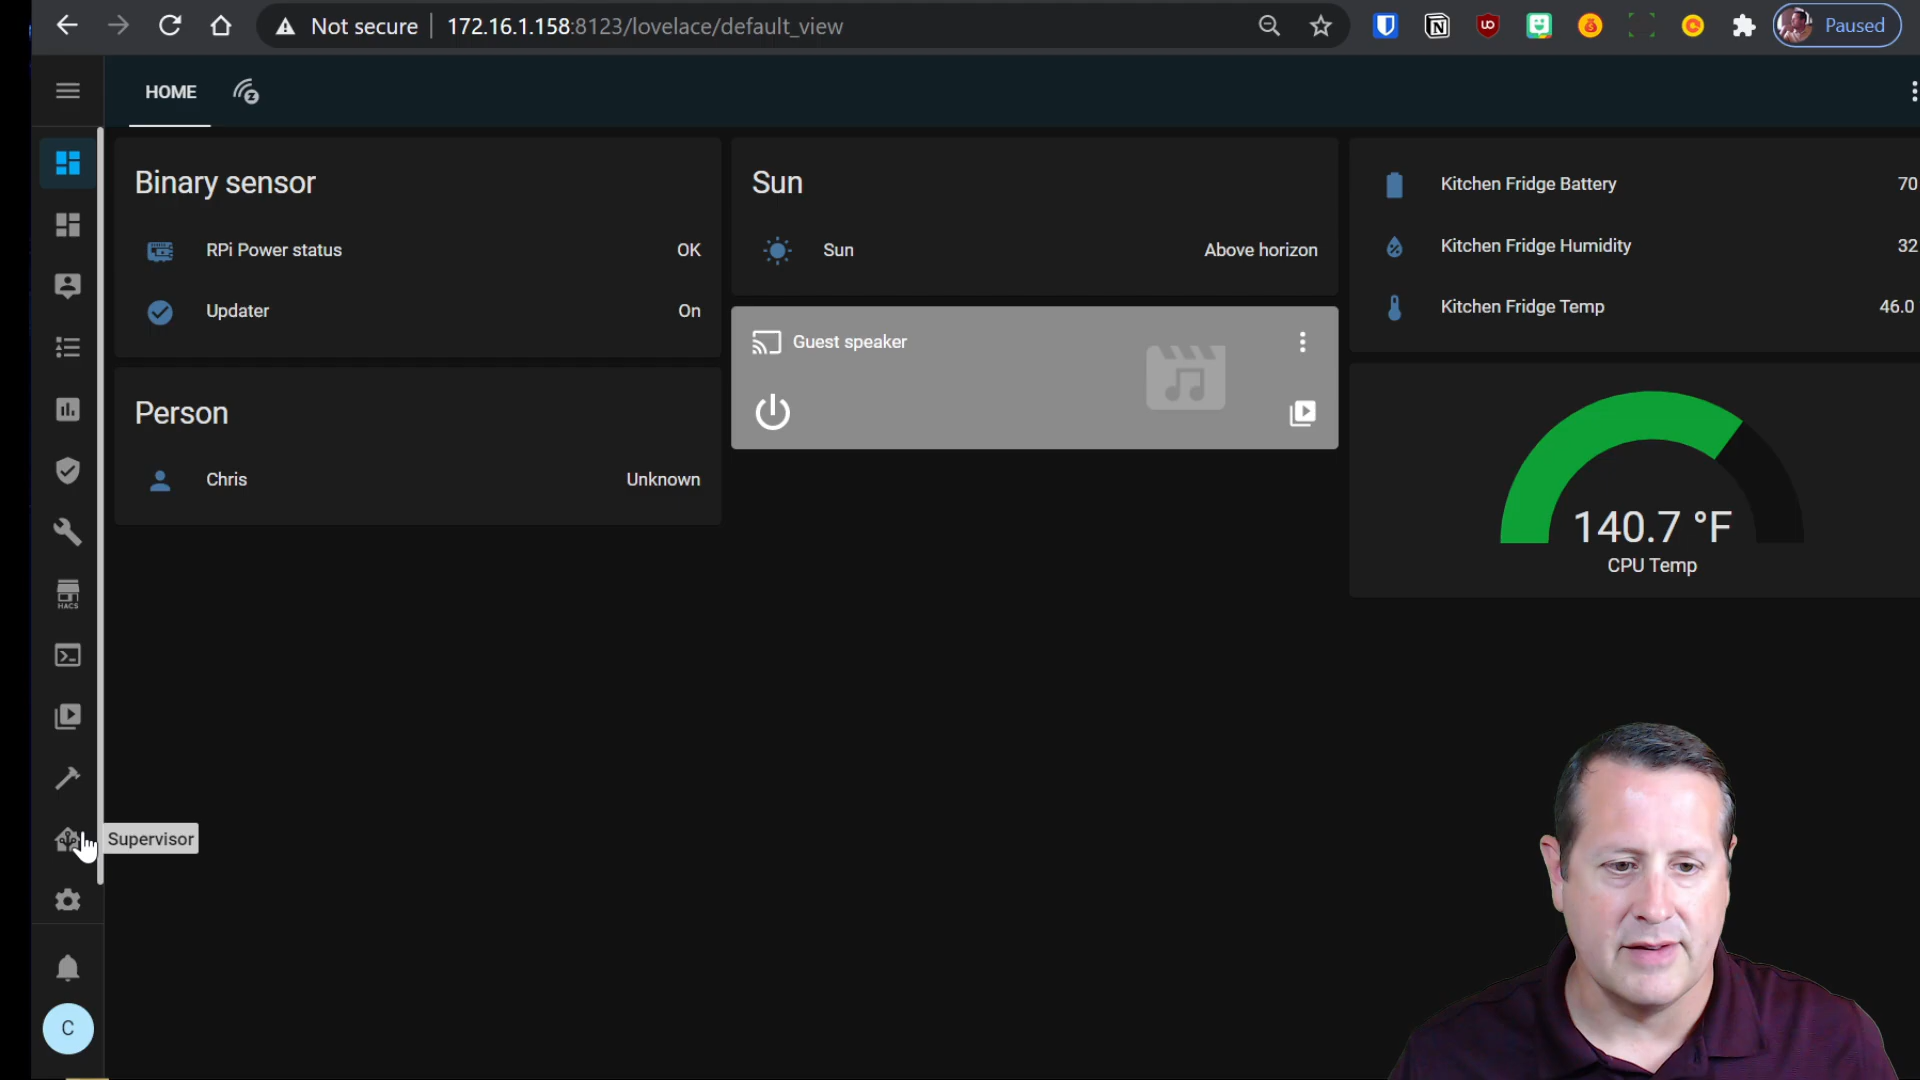 Not secure
172.16.1.158:8123/lovelace/default_view
Paused
HOME
Binary sensor
RPi Power status OK
Updater On
Person
Chris Unknown
Sun
Sun Above horizon
Guest speaker
Kitchen Fridge Battery 70
Kitchen Fridge Humidity 32
Kitchen Fridge Temp 46.0
140.7 °F
CPU Temp
HACS
Supervisor
C